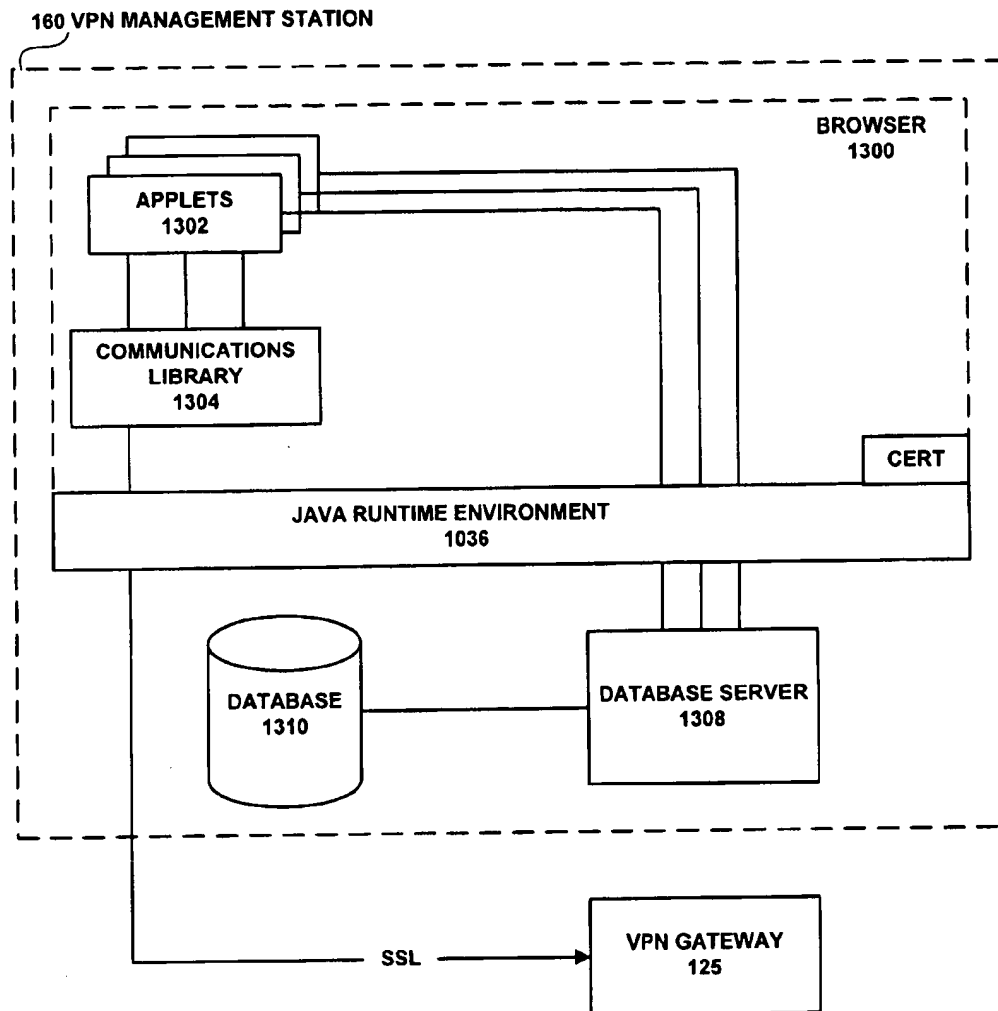 160 VPN MANAGEMENT STATION
BROWSER
1300
APPLETS
1302
COMMUNICATIONS
LIBRARY
1304
CERT
JAVA RUNTIME ENVIRONMENT
1036
DATABASE
1310
DATABASE SERVER
1308
SSL
VPN GATEWAY
125